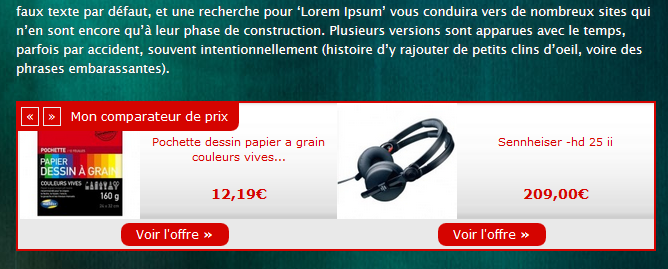 faux texte par défaut, et une recherche pour ‘Lorem Ipsum’ vous conduira vers de nombreux sites qui
n’en sont encore qu’à leur phase de construction. Plusieurs versions sont apparues avec le temps,
parfois par accident, souvent intentionnellement (histoire d’y rajouter de petits clins d’oeil, voire des
phrases embarassantes).
« » Mon comparateur de prix
POCHETTE
PAPIER
DESSIN À GRAIN
COULEURS VIVES
160 g
Pochette dessin papier a grain
couleurs vives...
12,19€
Voir l'offre »
Sennheiser -hd 25 ii
209,00€
Voir l'offre »